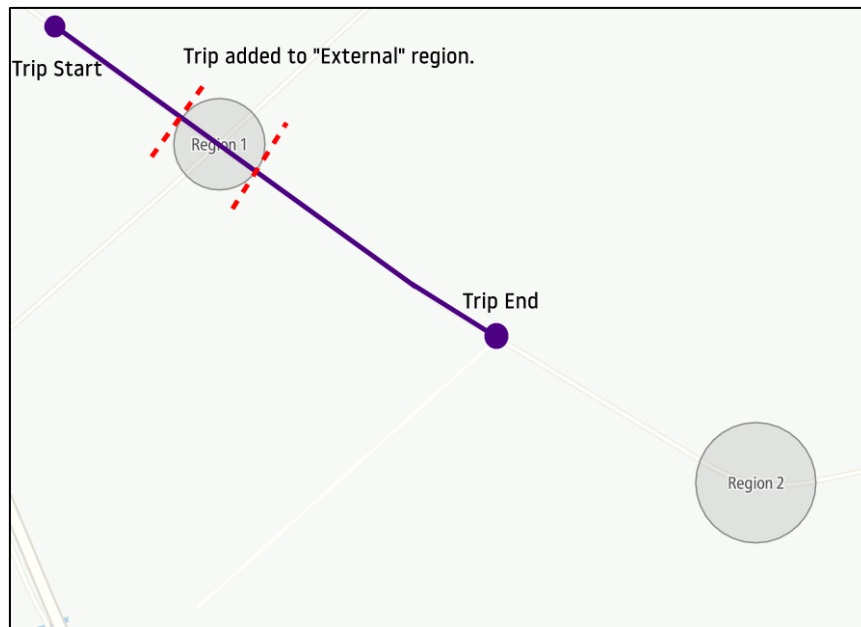 Trip added to "External" region.
Trip Start
Region 1
Trip End
Region 2